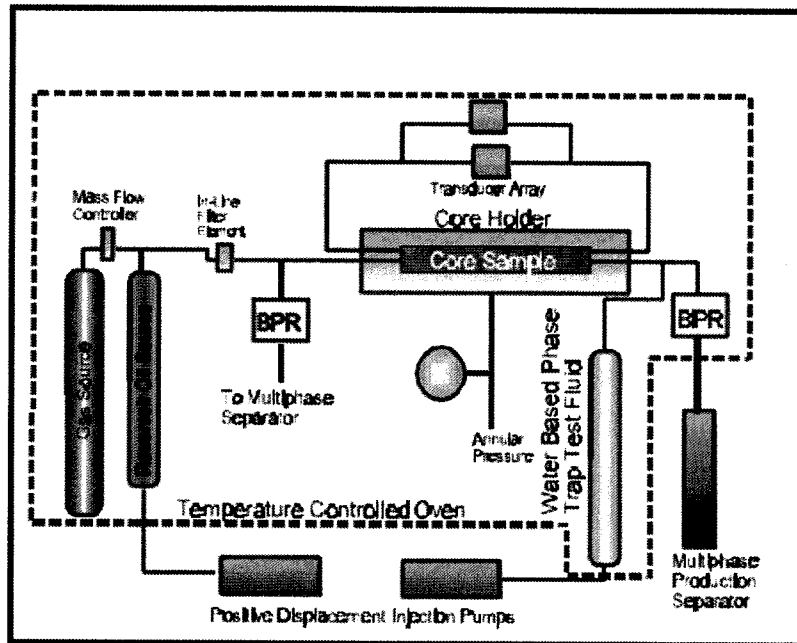 Transducer Array
Core Holder
Core Sample
Mass Flow
Controller
In-Line
Filter
Element
BPR
To Multiphase
Separator
Annular
Pressure
Gas Source
Water Based Phase
Trap Test Fluid
BPR
Multiphase
Production
Separator
Temperature Controlled Oven
Positive Displacement Injection Pumps